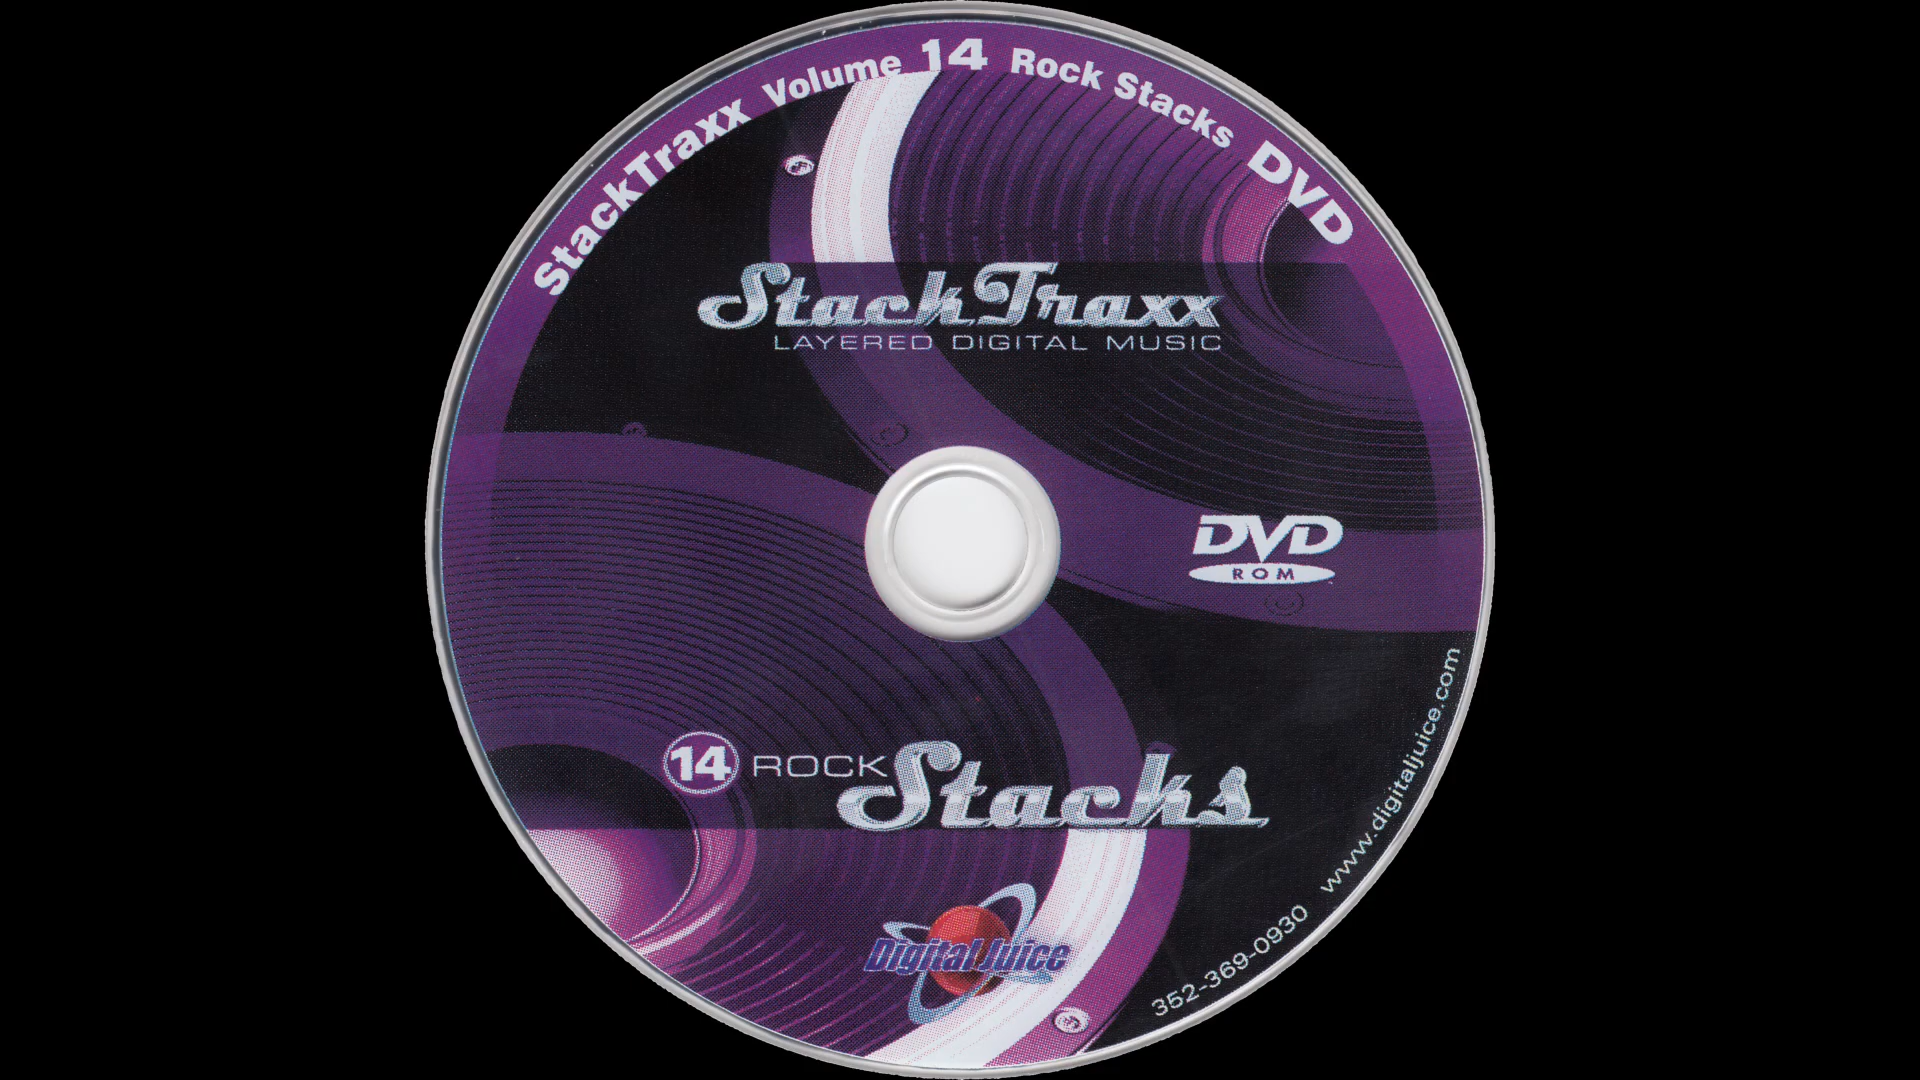 StackTraxx Volume 14 Rock Stacks DVD
StackTraxx
LAYERED DIGITAL MUSIC
DVD
ROM
14 ROCK Stacks
Digital Juice
www.digitaljuice.com
352-369-0930